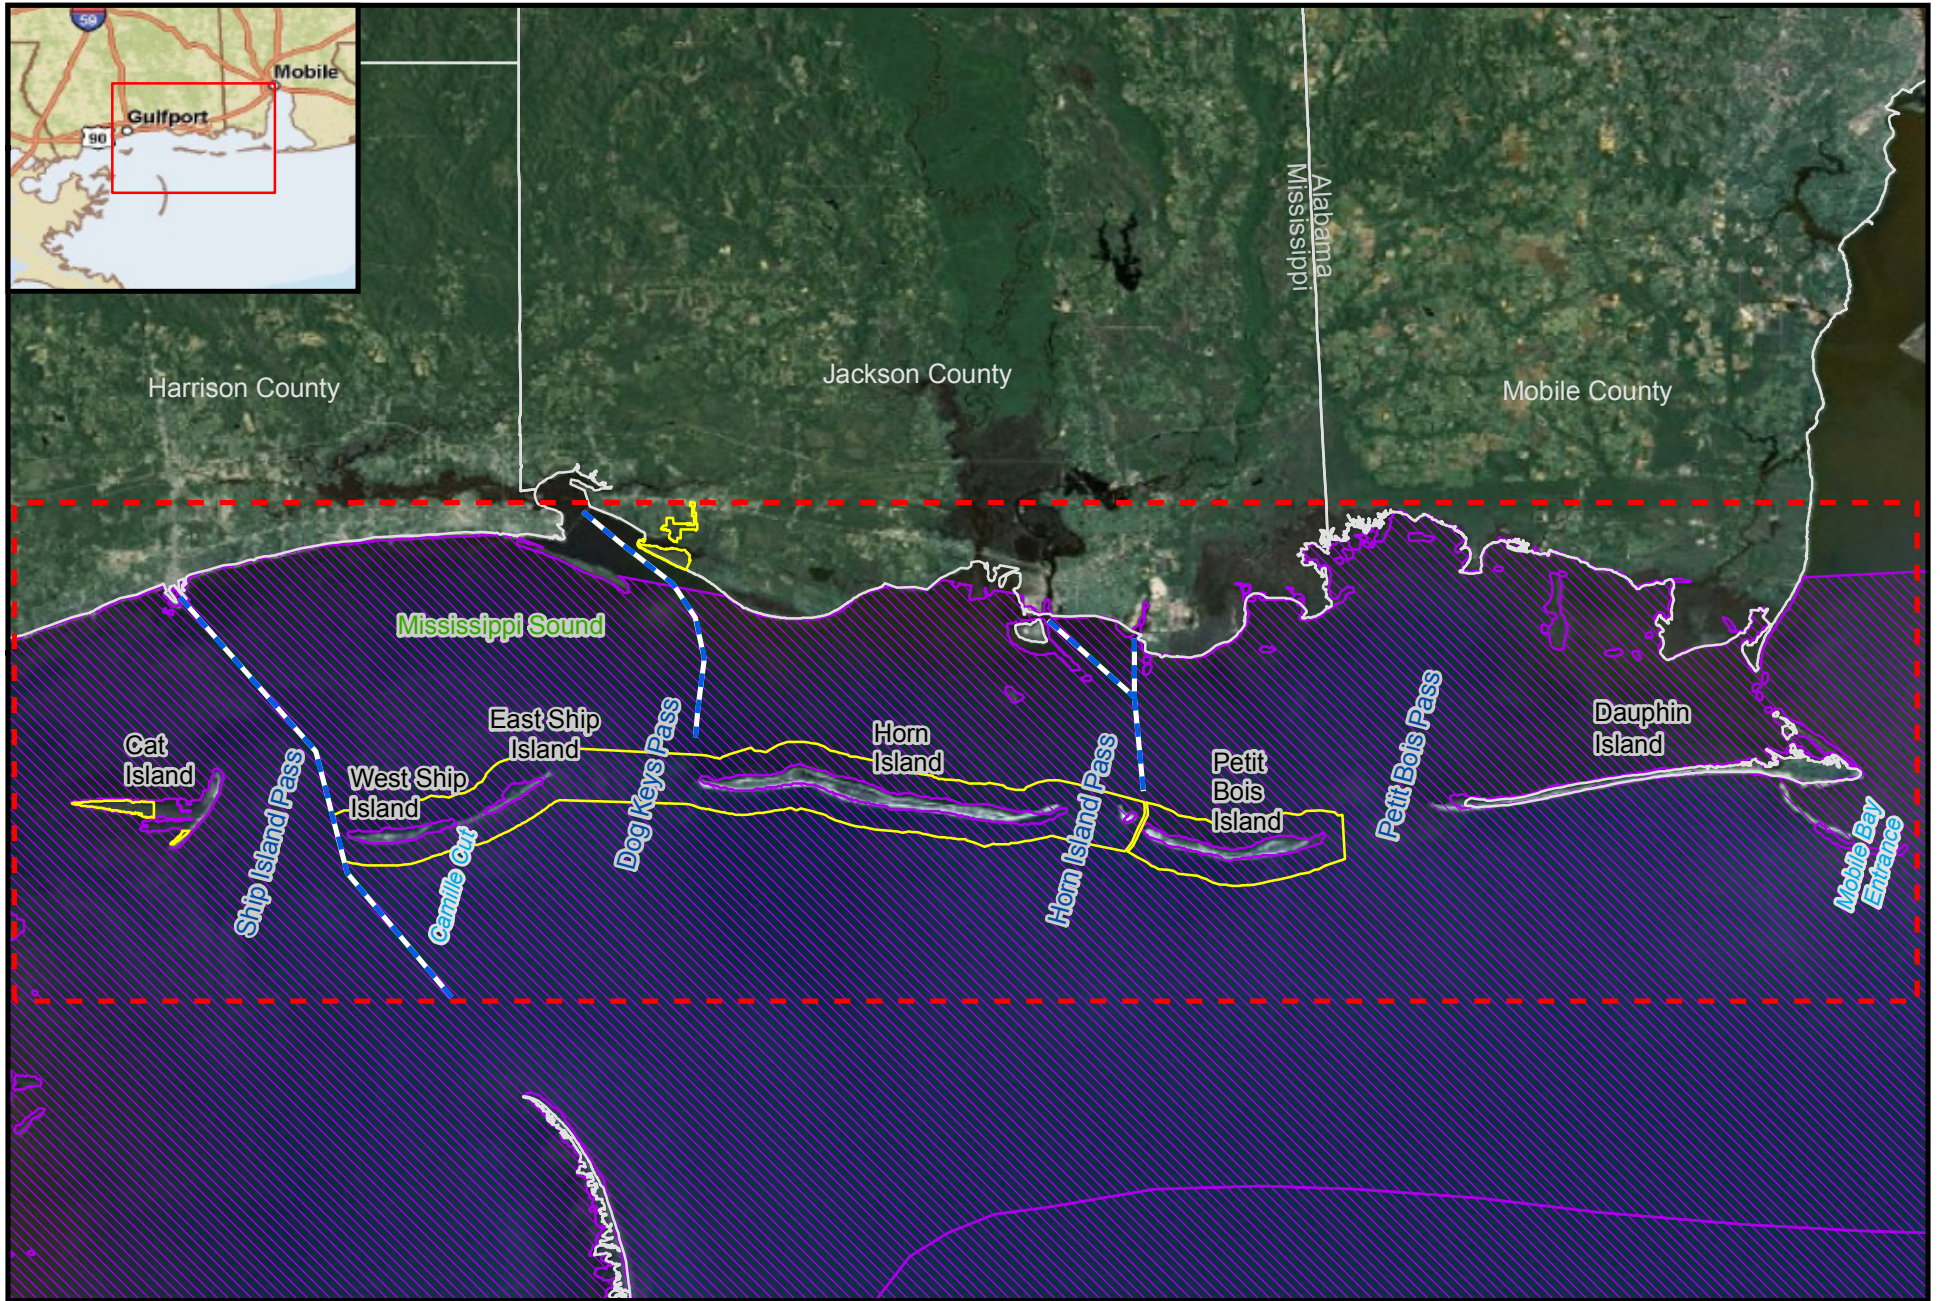 59
Mobile
Gulfport
90
Alabama
Mississippi
Harrison County
Jackson County
Mobile County
Mississippi Sound
Cat
Island
Ship Island Pass
West Ship
Island
East Ship
Island
Camille Cut
Dog Keys Pass
Horn
Island
Horn Island Pass
Petit
Bois
Island
Petit Bois Pass
Dauphin
Island
Mobile Bay
Entrance